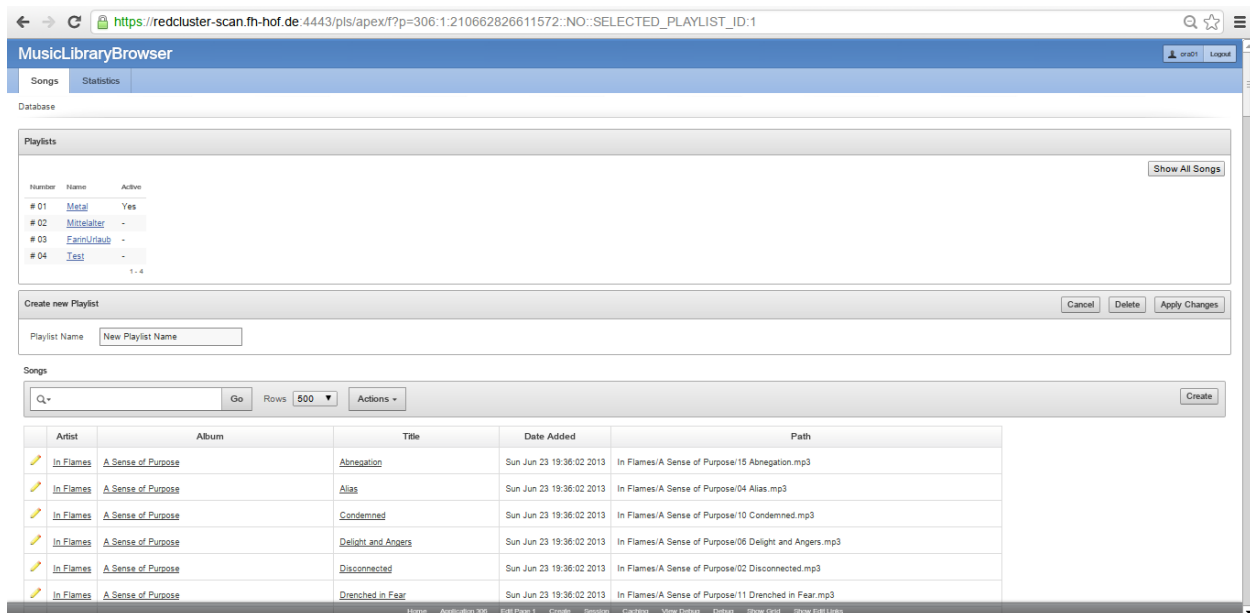 https://redcluster-scan.fh-hof.de:4443/pls/apex/f?p=306:1:210662826611572::NO::SELECTED_PLAYLIST_ID:1
MusicLibraryBrowser
ora01 Logout
Songs Statistics
Database
Playlists
Show All Songs
Number Name Active
# 01 Metal Yes
# 02 Mittelalter -
# 03 FarinUrlaub -
# 04 Test -
1 - 4
Create new Playlist Cancel Delete Apply Changes
Playlist Name New Playlist Name
Songs
Go Rows 500 Actions Create
Artist Album Title Date Added Path
In Flames A Sense of Purpose Abnegation Sun Jun 23 19:36:02 2013 In Flames/A Sense of Purpose/15 Abnegation.mp3
In Flames A Sense of Purpose Alias Sun Jun 23 19:36:02 2013 In Flames/A Sense of Purpose/04 Alias.mp3
In Flames A Sense of Purpose Condemned Sun Jun 23 19:36:02 2013 In Flames/A Sense of Purpose/10 Condemned.mp3
In Flames A Sense of Purpose Delight and Angers Sun Jun 23 19:36:02 2013 In Flames/A Sense of Purpose/06 Delight and Angers.mp3
In Flames A Sense of Purpose Disconnected Sun Jun 23 19:36:02 2013 In Flames/A Sense of Purpose/02 Disconnected.mp3
In Flames A Sense of Purpose Drenched in Fear Sun Jun 23 19:36:02 2013 In Flames/A Sense of Purpose/11 Drenched in Fear.mp3
Home Application 306 Edit Page 1 Create Session Caching View Debug Debug Show Grid Show Edit Links